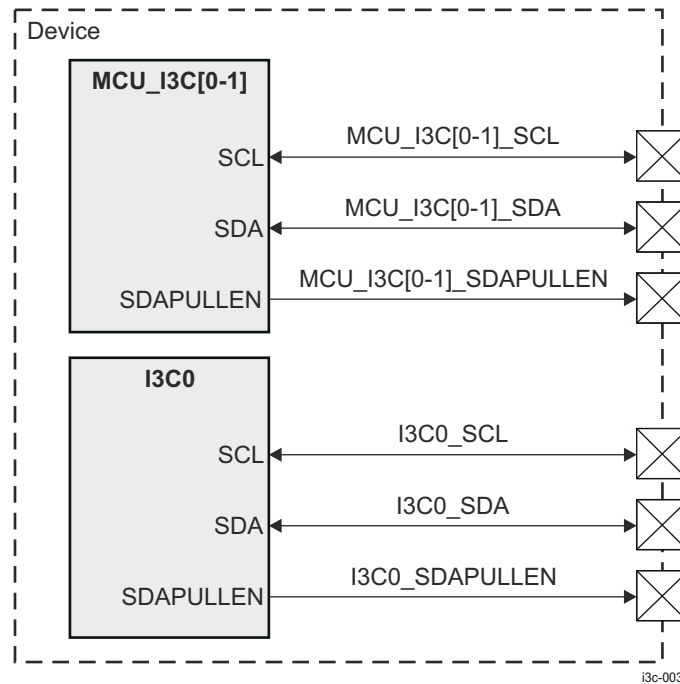 Device
MCU_I3C[0-1]
SCL
MCU_I3C[0-1]_SCL
SDA
MCU_I3C[0-1]_SDA
SDAPULLEN
MCU_I3C[0-1]_SDAPULLEN
I3C0
SCL
I3C0_SCL
SDA
I3C0_SDA
SDAPULLEN
I3C0_SDAPULLEN
i3c-003